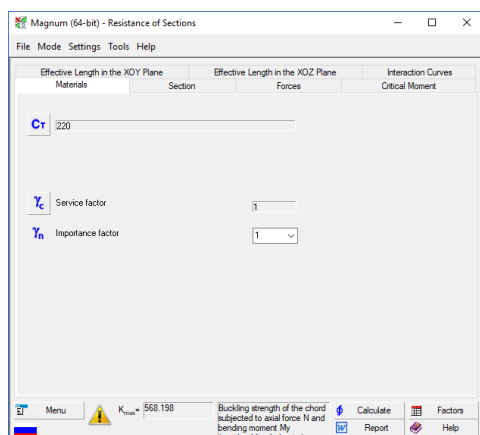 Magnum (64-bit) - Resistance of Sections
File Mode Settings Tools Help
Effective Length in the XOY Plane Effective Length in the XOZ Plane Interaction Curves
Materials Section Forces Critical Moment
Cт 220
γc Service factor 1
γn Importance factor 1
Menu Kmax= 568.198 Buckling strength of the chord Calculate Factors
subjected to axial force N and
bending moment My Report Help